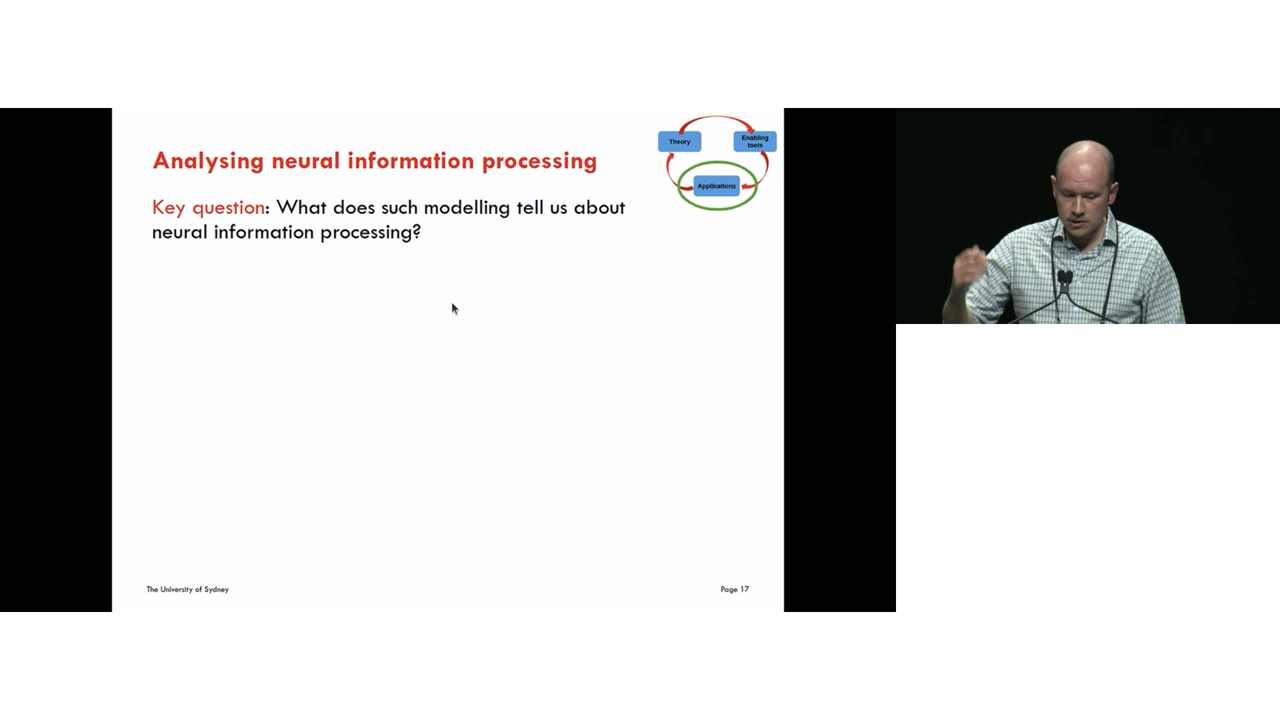 Analysing neural information processing
Key question: What does such modelling tell us about
neural information processing?
Theory
Enabling
tools
Applications
The University of Sydney
Page 17